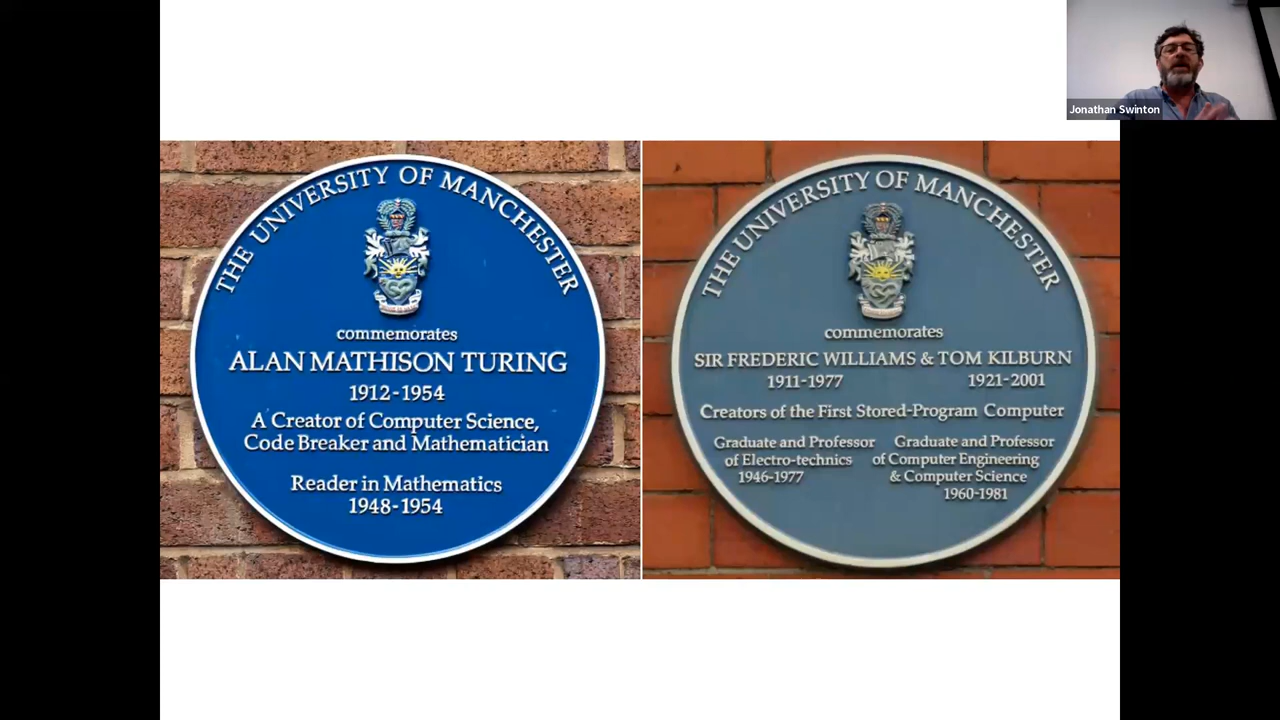 Jonathan Swinton
THE UNIVERSITY OF MANCHESTER
commemorates
ALAN MATHISON TURING
1912-1954
A Creator of Computer Science,
Code Breaker and Mathematician
Reader in Mathematics
1948-1954
THE UNIVERSITY OF MANCHESTER
commemorates
SIR FREDERIC WILLIAMS & TOM KILBURN
1911-1977 1921-2001
Creators of the First Stored-Program Computer
Graduate and Professor
of Electro-technics
1946-1977
Graduate and Professor
of Computer Engineering
& Computer Science
1960-1981